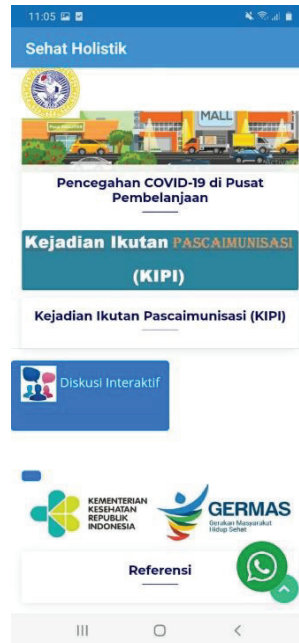 11:05
Sehat Holistik
MALL
Pencegahan COVID-19 di Pusat
Pembelanjaan
Kejadian Ikutan PASCAIMUNISASI
(KIPI)
Kejadian Ikutan Pascaimunisasi (KIPI)
Diskusi Interaktif
KEMENTERIAN
KESEHATAN
REPUBLIK
INDONESIA
GERMAS
Gerakan Masyarakat
Hidup Sehat
Referensi